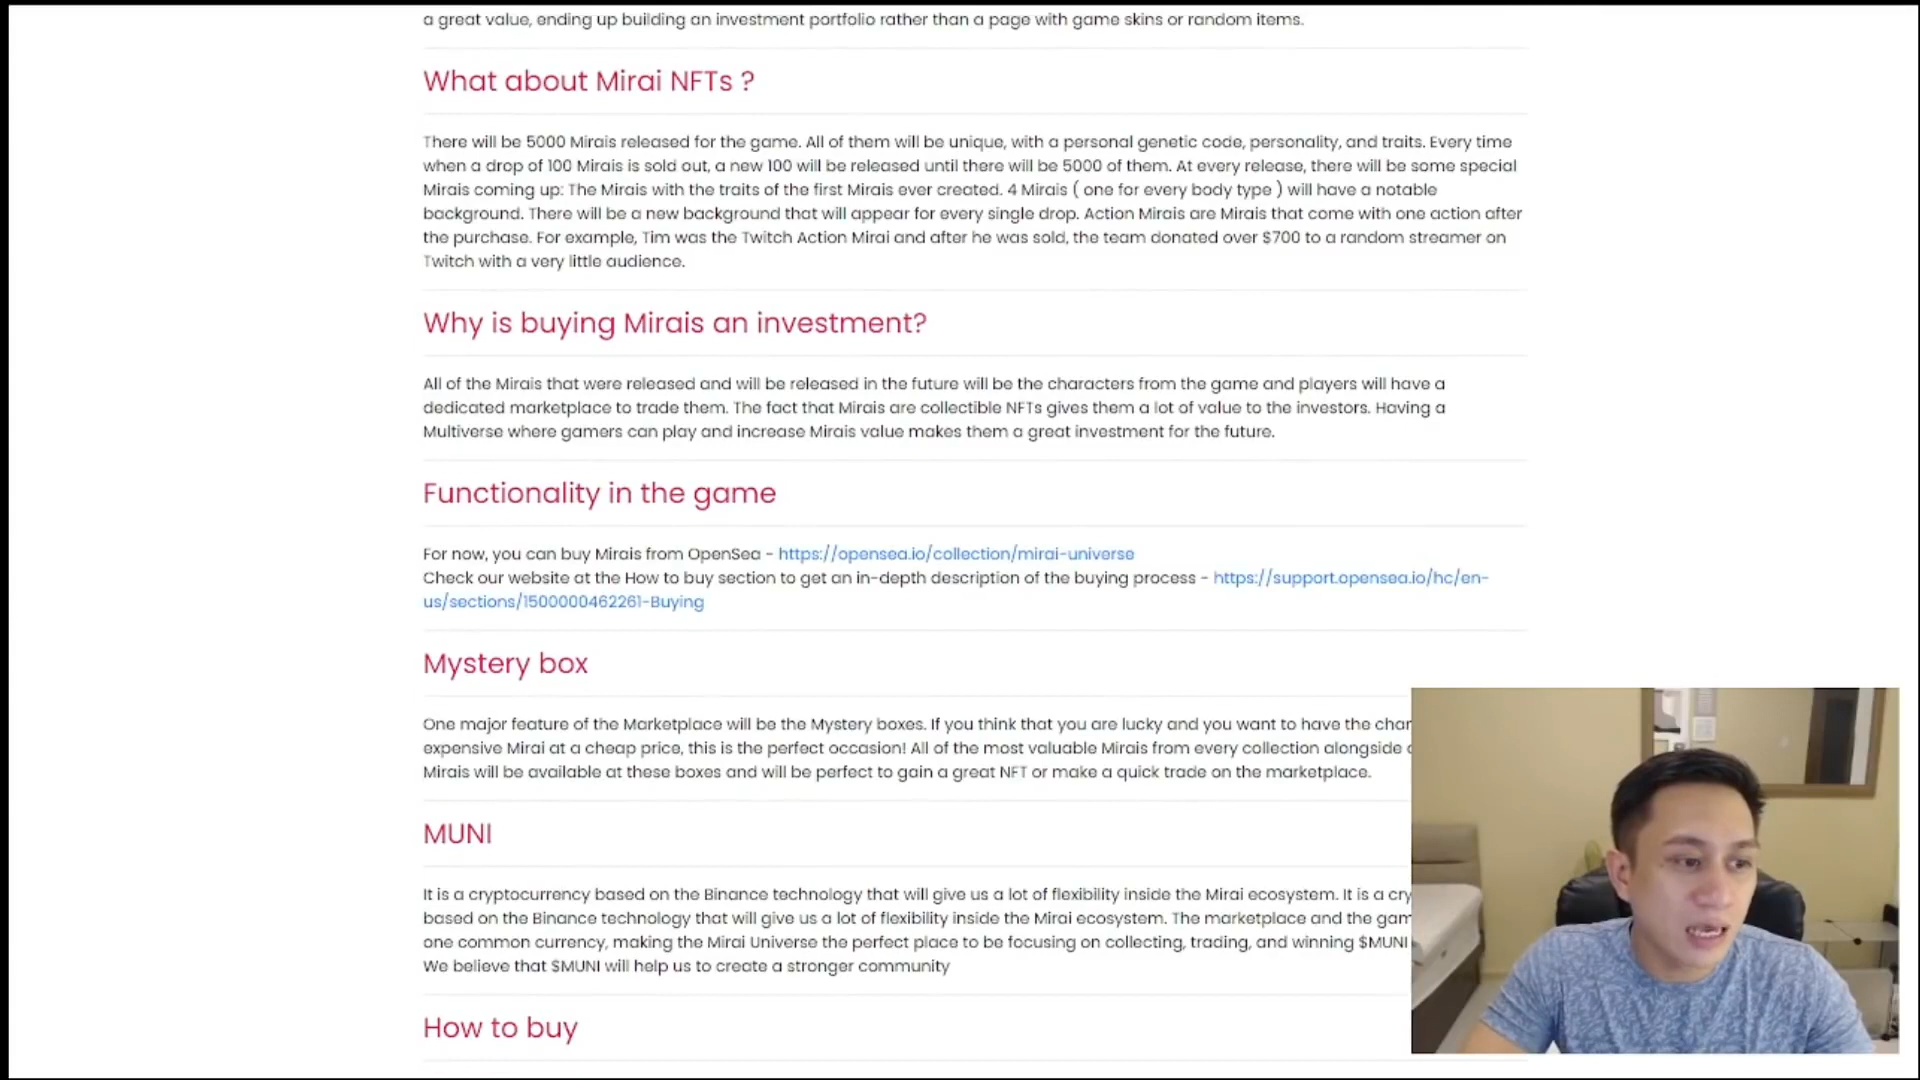 a great value, ending up building an investment portfolio rather than a page with game skins or random items.
What about Mirai NFTs ?
There will be 5000 Mirais released for the game. All of them will be unique, with a personal genetic code, personality, and traits. Every time
when a drop of 100 Mirais is sold out, a new 100 will be released until there will be 5000 of them. At every release, there will be some special
Mirais coming up: The Mirais with the traits of the first Mirais ever created. 4 Mirais ( one for every body type ) will have a notable
background. There will be a new background that will appear for every single drop. Action Mirais are Mirais that come with one action after
the purchase. For example, Tim was the Twitch Action Mirai and after he was sold, the team donated over $700 to a random streamer on
Twitch with a very little audience.
Why is buying Mirais an investment?
All of the Mirais that were released and will be released in the future will be the characters from the game and players will have a
dedicated marketplace to trade them. The fact that Mirais are collectible NFTs gives them a lot of value to the investors. Having a
Multiverse where gamers can play and increase Mirais value makes them a great investment for the future.
Functionality in the game
For now, you can buy Mirais from OpenSea - https://opensea.io/collection/mirai-universe
Check our website at the How to buy section to get an in-depth description of the buying process - https://support.opensea.io/hc/en-
us/sections/1500000462261-Buying
Mystery box
One major feature of the Marketplace will be the Mystery boxes. If you think that you are lucky and you want to have the
expensive Mirai at a cheap price, this is the perfect occasion! All of the most valuable Mirais from every collection alongside
Mirais will be available at these boxes and will be perfect to gain a great NFT or make a quick trade on the marketplace.
MUNI
It is a cryptocurrency based on the Binance technology that will give us a lot of flexibility inside the Mirai ecosystem. It is a
based on the Binance technology that will give us a lot of flexibility inside the Mirai ecosystem. The marketplace and the
one common currency, making the Mirai Universe the perfect place to be focusing on collecting, trading, and winning $MUNI
We believe that $MUNI will help us to create a stronger community
How to buy